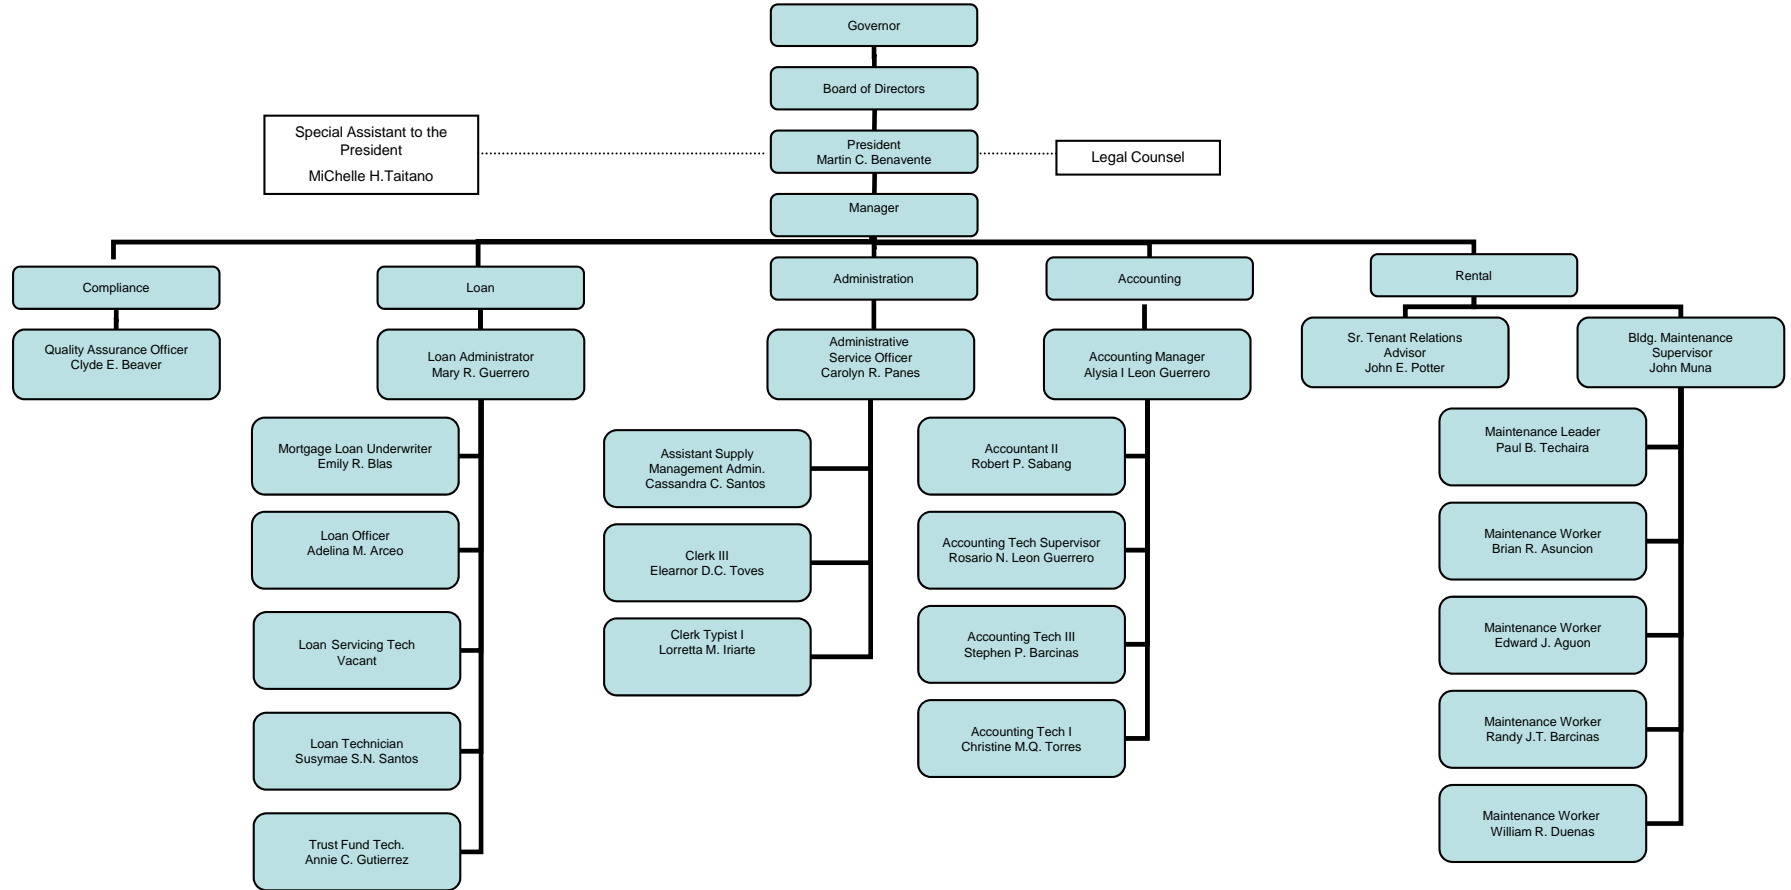 Governor
Board of Directors
Special Assistant to the
President
MiChelle H.Taitano
President
Martin C. Benavente
Legal Counsel
Manager
Compliance
Loan
Administration
Accounting
Rental
Quality Assurance Officer
Clyde E. Beaver
Loan Administrator
Mary R. Guerrero
Administrative
Service Officer
Carolyn R. Panes
Accounting Manager
Alysia I Leon Guerrero
Sr. Tenant Relations
Advisor
John E. Potter
Bldg. Maintenance
Supervisor
John Muna
Mortgage Loan Underwriter
Emily R. Blas
Loan Officer
Adelina M. Arceo
Loan Servicing Tech
Vacant
Loan Technician
Susymae S.N. Santos
Trust Fund Tech.
Annie C. Gutierrez
Assistant Supply
Management Admin.
Cassandra C. Santos
Clerk III
Elearnor D.C. Toves
Clerk Typist I
Lorretta M. Iriarte
Accountant II
Robert P. Sabang
Accounting Tech Supervisor
Rosario N. Leon Guerrero
Accounting Tech III
Stephen P. Barcinas
Accounting Tech I
Christine M.Q. Torres
Maintenance Leader
Paul B. Techaira
Maintenance Worker
Brian R. Asuncion
Maintenance Worker
Edward J. Aguon
Maintenance Worker
Randy J.T. Barcinas
Maintenance Worker
William R. Duenas